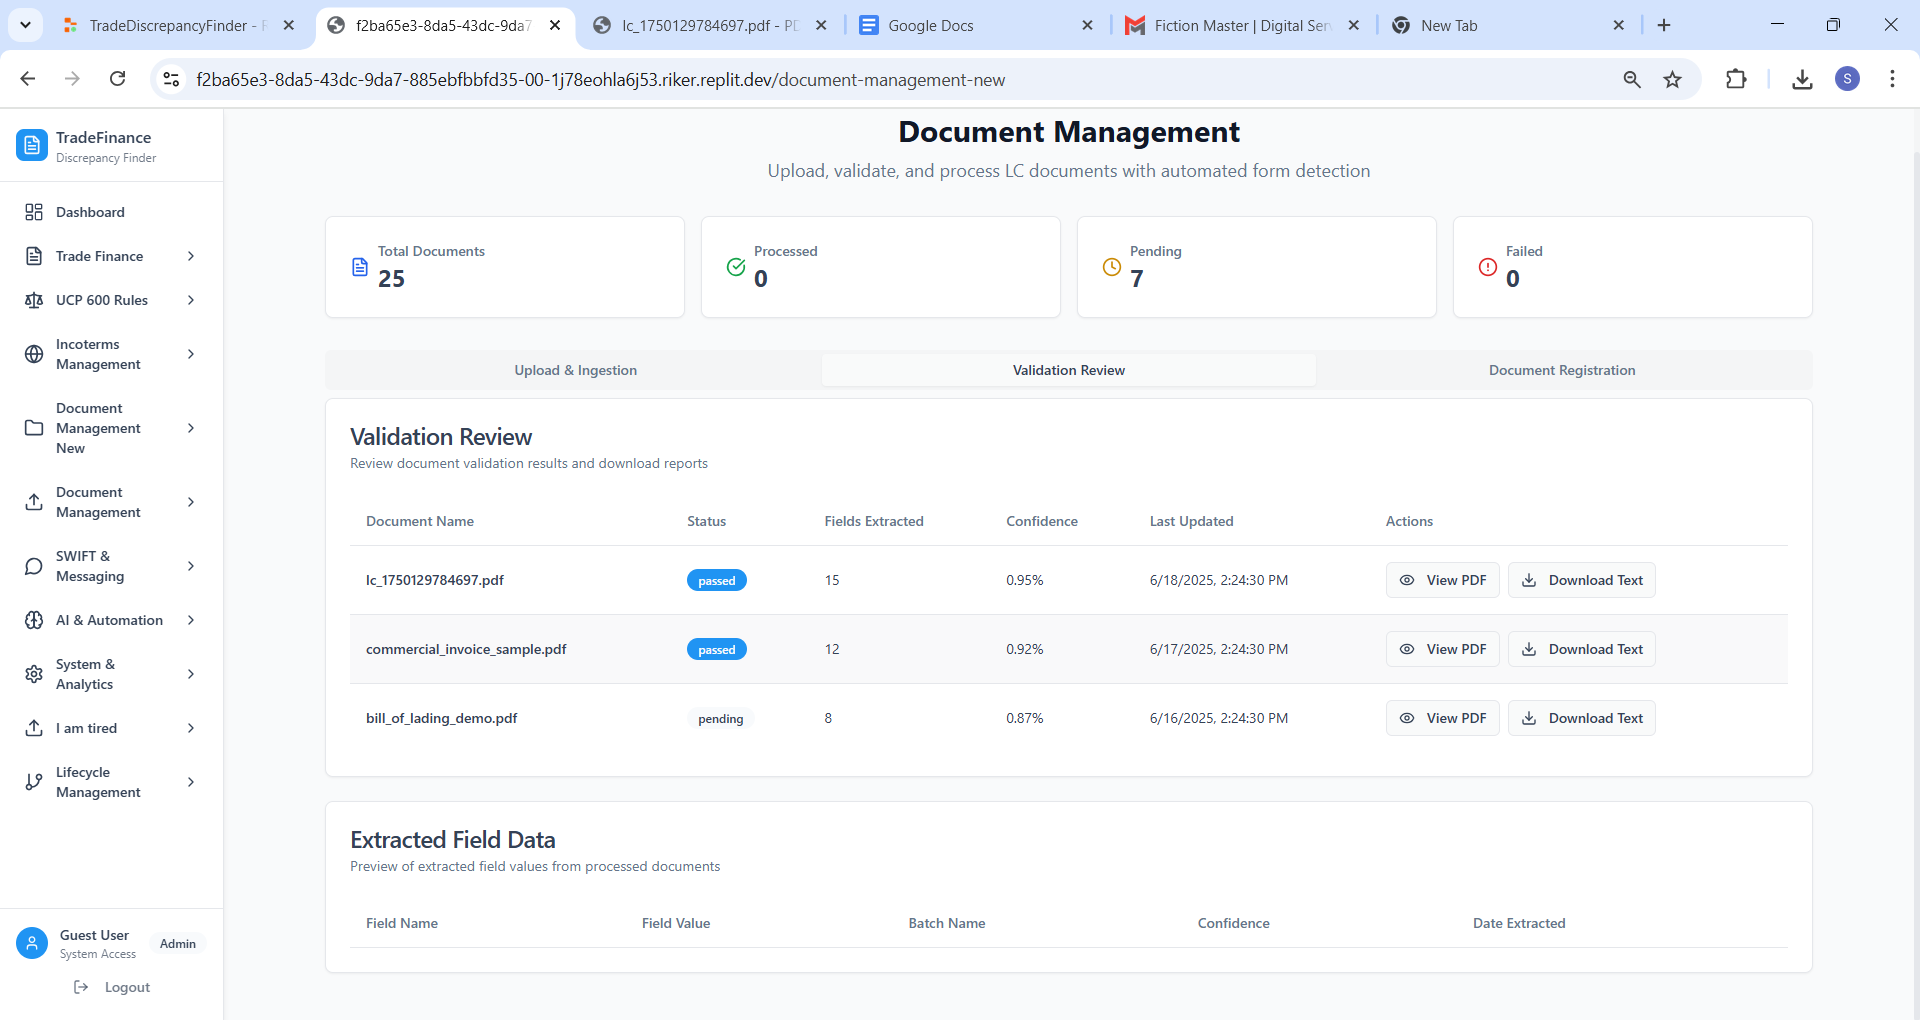 TradeDiscrepancyFinder - R
f2ba65e3-8da5-43dc-9da7
lc_1750129784697.pdf - PD
Google Docs
Fiction Master | Digital Serv
New Tab
f2ba65e3-8da5-43dc-9da7-885ebfbbfd35-00-1j78eohla6j53.riker.replit.dev/document-management-new
S
TradeFinance
Discrepancy Finder
Dashboard
Trade Finance
UCP 600 Rules
Incoterms
Management
Document
Management
New
Document
Management
SWIFT &
Messaging
AI & Automation
System &
Analytics
I am tired
Lifecycle
Management
Guest User
System Access
Admin
Logout
Document Management
Upload, validate, and process LC documents with automated form detection
Total Documents
25
Processed
0
Pending
7
Failed
0
Upload & Ingestion
Validation Review
Document Registration
Validation Review
Review document validation results and download reports
Document Name Status Fields Extracted Confidence Last Updated Actions
lc_1750129784697.pdf passed 15 0.95% 6/18/2025, 2:24:30 PM View PDF Download Text
commercial_invoice_sample.pdf passed 12 0.92% 6/17/2025, 2:24:30 PM View PDF Download Text
bill_of_lading_demo.pdf pending 8 0.87% 6/16/2025, 2:24:30 PM View PDF Download Text
Extracted Field Data
Preview of extracted field values from processed documents
Field Name Field Value Batch Name Confidence Date Extracted